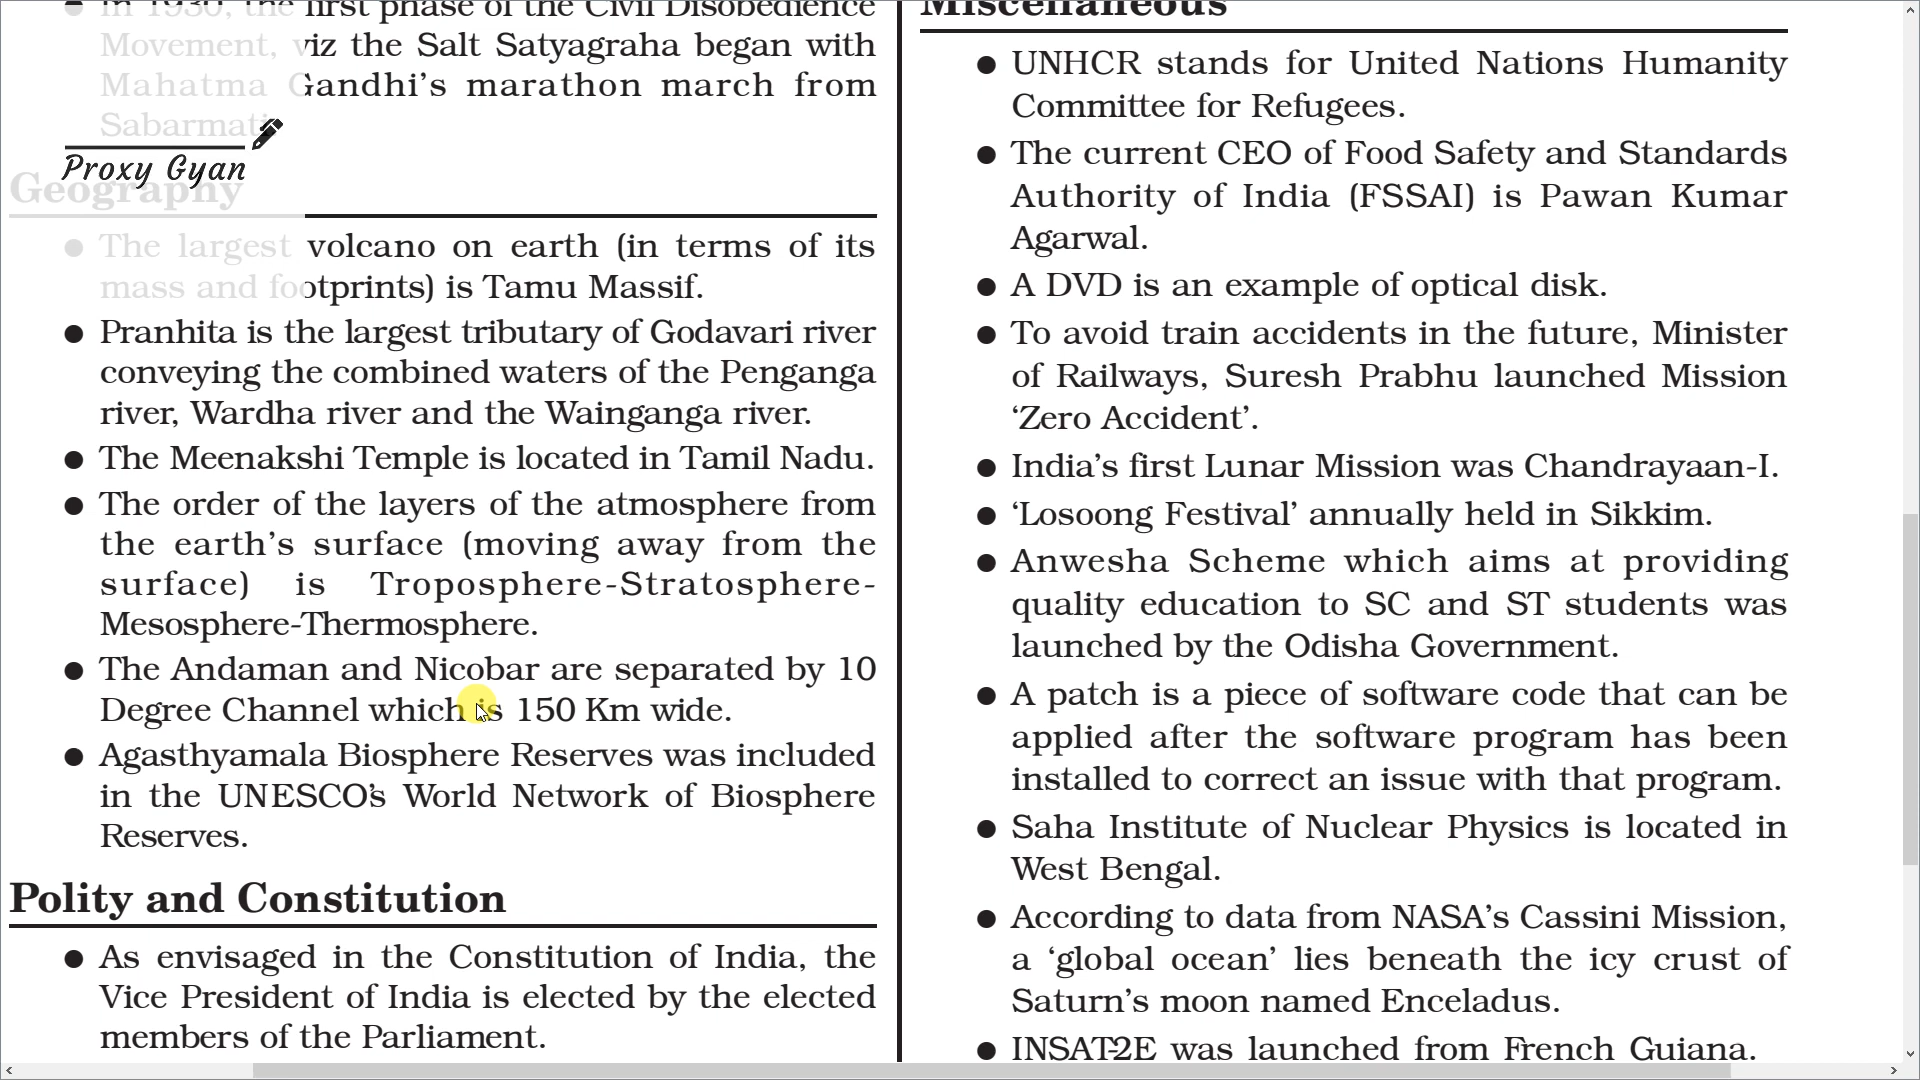 In 1930, the first phase of the Civil Disobedience
Movement, viz the Salt Satyagraha began with
Mahatma Gandhi's marathon march from
Sabarmati
Proxy Gyan
Geography
● The largest volcano on earth (in terms of its
mass and footprints) is Tamu Massif.
● Pranhita is the largest tributary of Godavari river
conveying the combined waters of the Penganga
river, Wardha river and the Wainganga river.
● The Meenakshi Temple is located in Tamil Nadu.
● The order of the layers of the atmosphere from
the earth's surface (moving away from the
surface) is Troposphere-Stratosphere-
Mesosphere-Thermosphere.
● The Andaman and Nicobar are separated by 10
Degree Channel which is 150 Km wide.
● Agasthyamala Biosphere Reserves was included
in the UNESCO's World Network of Biosphere
Reserves.
Polity and Constitution
● As envisaged in the Constitution of India, the
Vice President of India is elected by the elected
members of the Parliament.
Miscellaneous
● UNHCR stands for United Nations Humanity
Committee for Refugees.
● The current CEO of Food Safety and Standards
Authority of India (FSSAI) is Pawan Kumar
Agarwal.
● A DVD is an example of optical disk.
● To avoid train accidents in the future, Minister
of Railways, Suresh Prabhu launched Mission
'Zero Accident'.
● India's first Lunar Mission was Chandrayaan-I.
● 'Losoong Festival' annually held in Sikkim.
● Anwesha Scheme which aims at providing
quality education to SC and ST students was
launched by the Odisha Government.
● A patch is a piece of software code that can be
applied after the software program has been
installed to correct an issue with that program.
● Saha Institute of Nuclear Physics is located in
West Bengal.
● According to data from NASA's Cassini Mission,
a 'global ocean' lies beneath the icy crust of
Saturn's moon named Enceladus.
● INSAT-2E was launched from French Guiana.